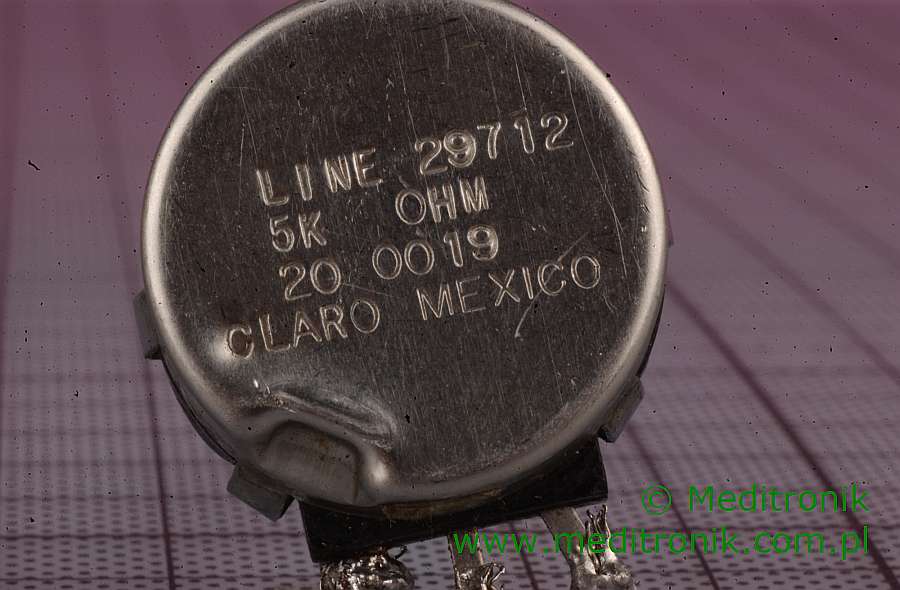 LINE 29712
5K OHM
20 0019
CLARO MEXICO
© Meditronik
www.meditronik.com.pl